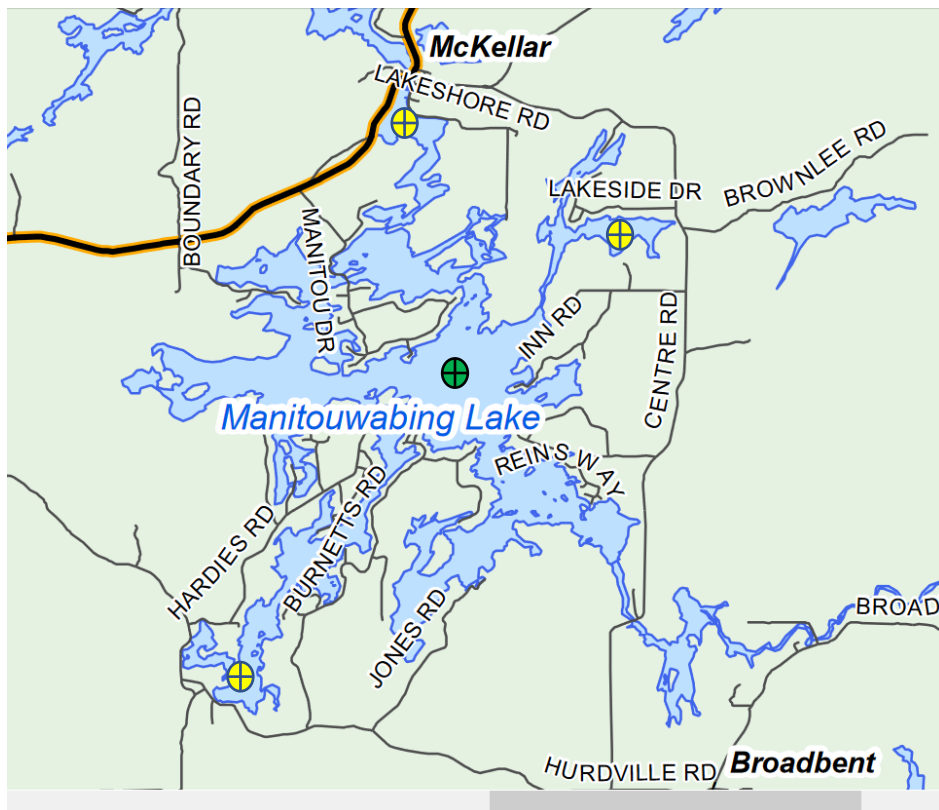 McKellar
LAKESHORE RD
BOUNDARY RD
BROWNLEE RD
LAKESIDE DR
MANITOU DR
INN RD
CENTRE RD
Manitouwabing Lake
REINS WAY
HARDIES RD
BURNETTS RD
JONES RD
BROAD
HURDVILLE RD
Broadbent